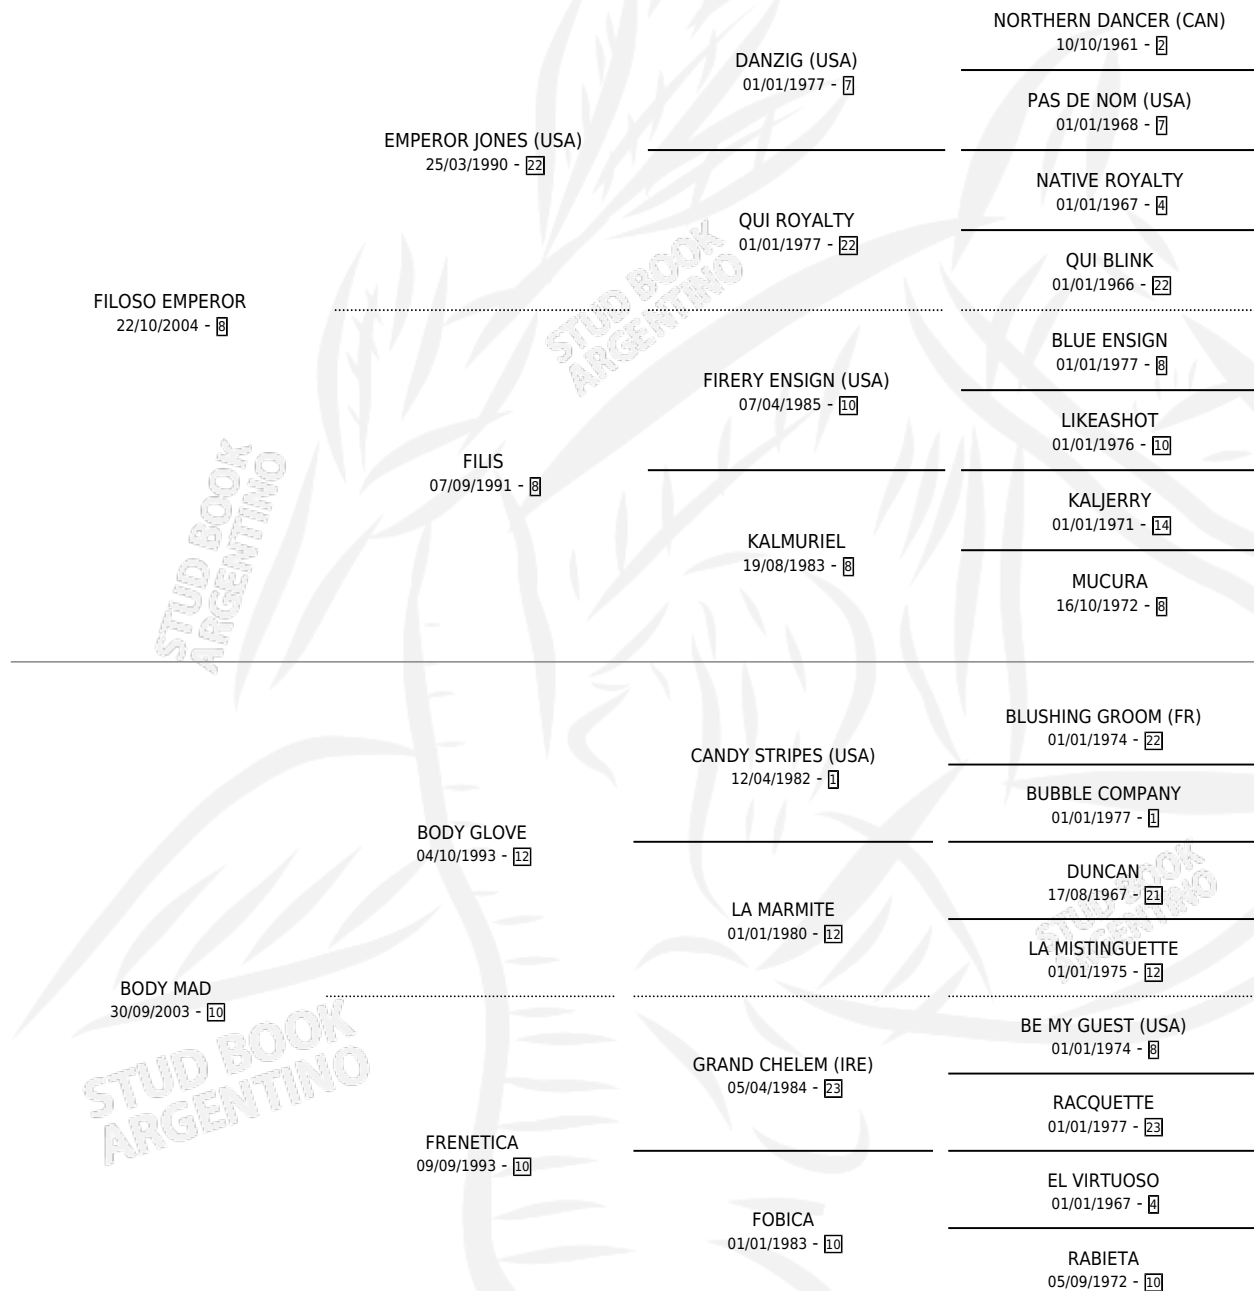 NORTHERN DANCER (CAN)
10/10/1961 - 2
DANZIG (USA)
01/01/1977 - 7
PAS DE NOM (USA)
01/01/1968 - 7
EMPEROR JONES (USA)
25/03/1990 - 22
NATIVE ROYALTY
01/01/1967 - 4
QUI ROYALTY
01/01/1977 - 22
QUI BLINK
01/01/1966 - 22
FILOSO EMPEROR
22/10/2004 - 8
STUD BOOK
ARGENTINO
BLUE ENSIGN
01/01/1977 - 8
FIRERY ENSIGN (USA)
07/04/1985 - 10
LIKEASHOT
01/01/1976 - 10
FILIS
07/09/1991 - 8
KALJERRY
01/01/1971 - 14
KALMURIEL
19/08/1983 - 8
MUCURA
16/10/1972 - 8
STUD BOOK
ARGENTINO
BLUSHING GROOM (FR)
01/01/1974 - 22
CANDY STRIPES (USA)
12/04/1982 - 1
BUBBLE COMPANY
01/01/1977 - 1
BODY GLOVE
04/10/1993 - 12
DUNCAN
17/08/1967 - 21
LA MARMITE
01/01/1980 - 12
STUD BOOK
ARGENTINO
LA MISTINGUETTE
01/01/1975 - 12
BODY MAD
30/09/2003 - 10
BE MY GUEST (USA)
01/01/1974 - 8
GRAND CHELEM (IRE)
05/04/1984 - 23
STUD BOOK
ARGENTINO
RACQUETTE
01/01/1977 - 23
FRENETICA
09/09/1993 - 10
EL VIRTUOSO
01/01/1967 - 4
FOBICA
01/01/1983 - 10
RABIETA
05/09/1972 - 10